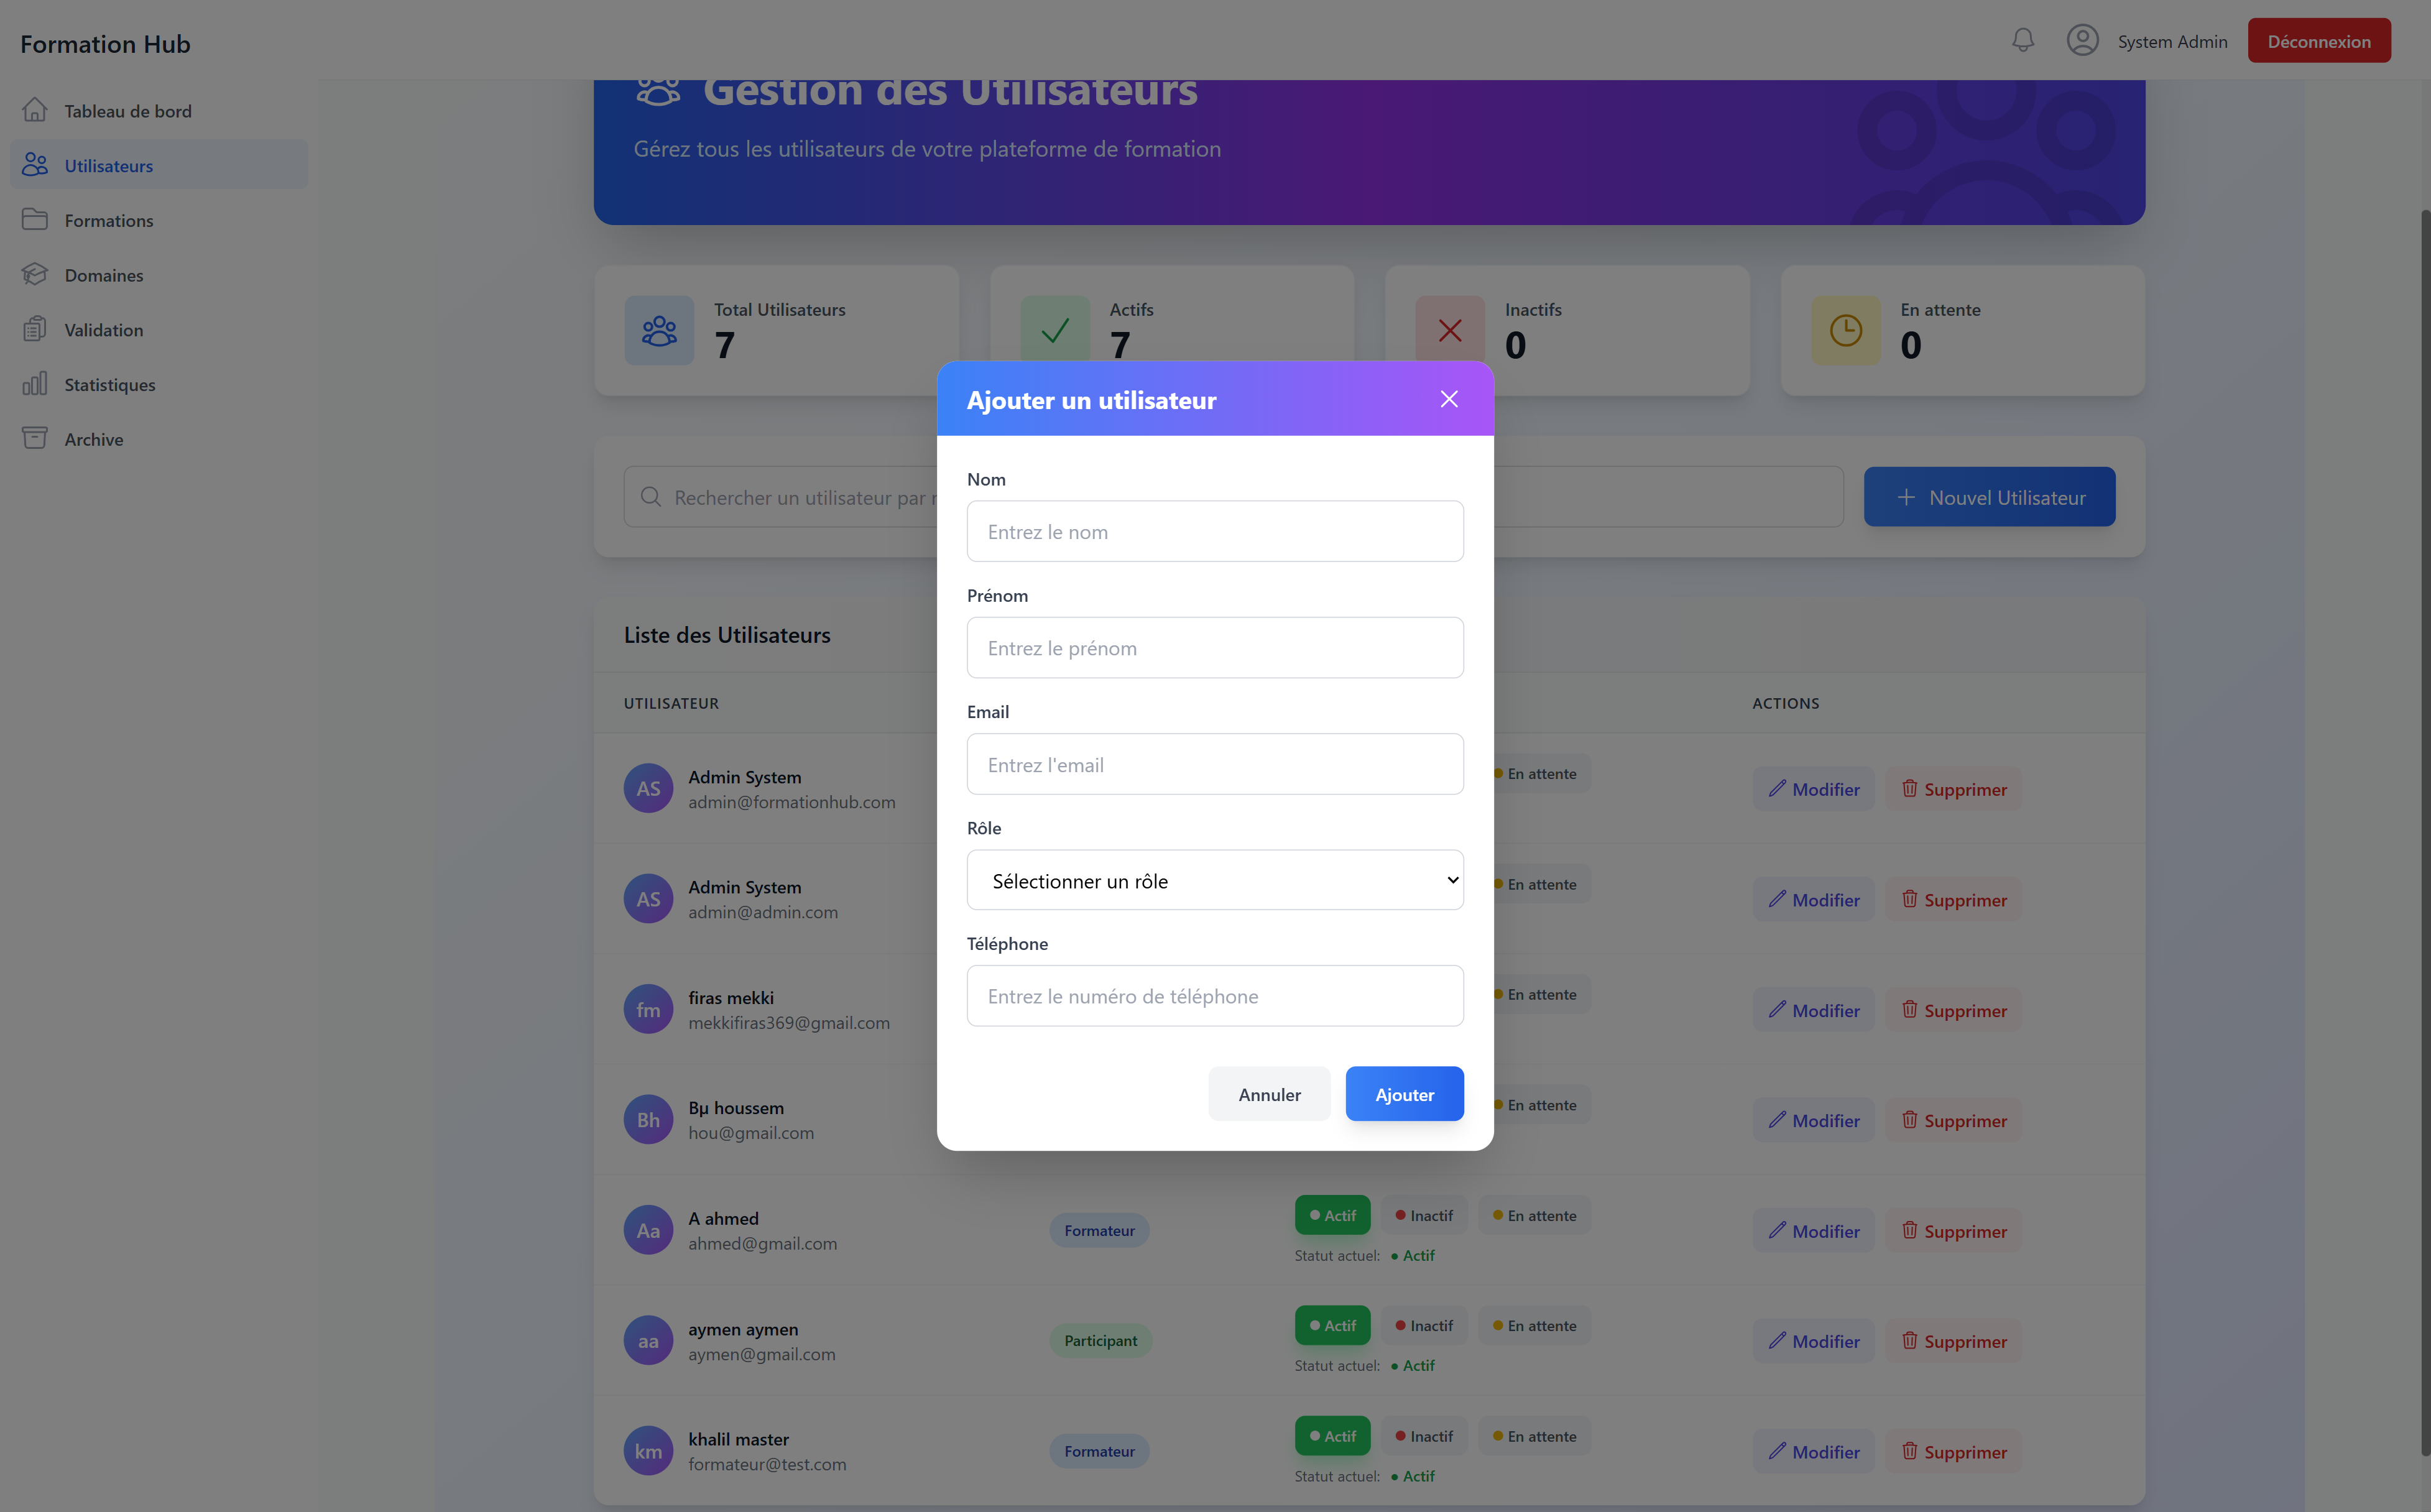 Formation Hub
System Admin
Déconnexion
Tableau de bord
Utilisateurs
Formations
Domaines
Validation
Statistiques
Archive
Gestion des Utilisateurs
Gérez tous les utilisateurs de votre plateforme de formation
Total Utilisateurs
7
Actifs
7
Inactifs
0
En attente
0
Rechercher un utilisateur par
Nouvel Utilisateur
Ajouter un utilisateur
Nom
Entrez le nom
Prénom
Entrez le prénom
Email
Entrez l'email
Rôle
Sélectionner un rôle
Téléphone
Entrez le numéro de téléphone
Annuler
Ajouter
Liste des Utilisateurs
UTILISATEUR
ACTIONS
AS
Admin System
admin@formationhub.com
En attente
Modifier
Supprimer
AS
Admin System
admin@admin.com
En attente
Modifier
Supprimer
fm
firas mekki
mekkifiras369@gmail.com
En attente
Modifier
Supprimer
Bh
Bµ houssem
hou@gmail.com
En attente
Modifier
Supprimer
Aa
A ahmed
ahmed@gmail.com
Formateur
Actif
Inactif
En attente
Statut actuel: • Actif
Modifier
Supprimer
aa
aymen aymen
aymen@gmail.com
Participant
Actif
Inactif
En attente
Statut actuel: • Actif
Modifier
Supprimer
km
khalil master
formateur@test.com
Formateur
Actif
Inactif
En attente
Statut actuel: • Actif
Modifier
Supprimer